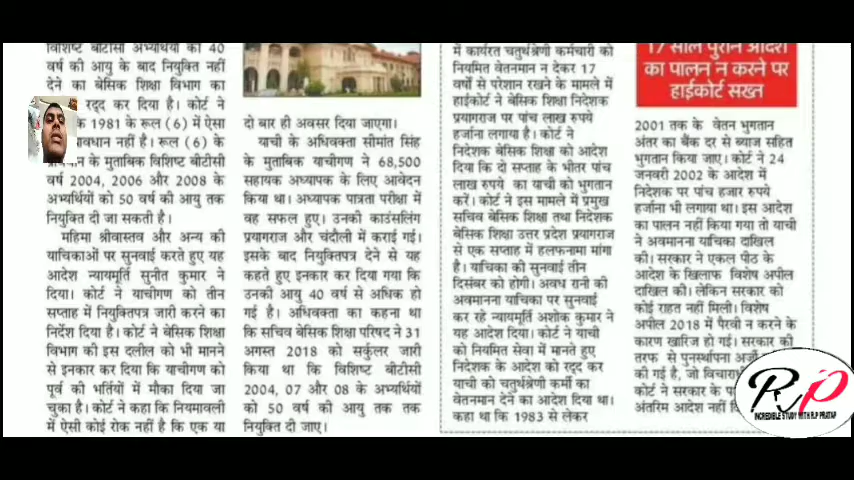 विशिष्ट बीटीसी अभ्यर्थियों को 40
वर्ष की आयु के बाद नियुक्ति नहीं
देने का बेसिक शिक्षा विभाग का
रद्द कर दिया है। कोर्ट ने
के 1981 के रूल (6) में ऐसा
नहीं है। रूल (6) के
के मुताबिक विशिष्ट बीटीसी
वर्ष 2004, 2006 और 2008 के
अभ्यर्थियों को 50 वर्ष की आयु तक
नियुक्ति दी जा सकती है।
महिमा श्रीवास्तव और अन्य की
याचिकाओं पर सुनवाई करते हुए यह
आदेश न्यायमूर्ति सुनीत कुमार ने
दिया। कोर्ट ने याचीगण को तीन
सप्ताह में नियुक्तिपत्र जारी करने का
निर्देश दिया है। कोर्ट ने बेसिक शिक्षा
विभाग की इस दलील को भी मानने
से इनकार कर दिया कि याचीगण को
पूर्व की भर्तियों में मौका दिया जा
चुका है। कोर्ट ने कहा कि नियमावली
में ऐसी कोई रोक नहीं है कि एक या
दो बार ही अवसर दिया जाएगा।
याची के अधिवक्ता सीमांत सिंह
के मुताबिक याचीगण ने 68,500
सहायक अध्यापक के लिए आवेदन
किया था। अध्यापक पात्रता परीक्षा में
वह सफल हुए। उनकी काउंसलिंग
प्रयागराज और चंदौली में कराई गई।
इसके बाद नियुक्तिपत्र देने से यह
कहते हुए इनकार कर दिया गया कि
उनकी आयु 40 वर्ष से अधिक हो
गई है। अधिवक्ता का कहना था
कि सचिव बेसिक शिक्षा परिषद ने 31
अगस्त 2018 को सर्कुलर जारी
किया था कि विशिष्ट बीटीसी
2004, 07 और 08 के अभ्यर्थियों
को 50 वर्ष की आयु तक तक
नियुक्ति दी जाए।
में कार्यरत चतुर्थश्रेणी कर्मचारी को
नियमित वेतनमान न देकर 17
वर्षों से परेशान रखने के मामले में
हाईकोर्ट ने बेसिक शिक्षा निदेशक
प्रयागराज पर पांच लाख रुपये
हर्जाना लगाया है। कोर्ट ने
निदेशक बेसिक शिक्षा को आदेश
दिया कि दो सप्ताह के भीतर पांच
लाख रुपये का याची को भुगतान
करें। कोर्ट ने इस मामले में प्रमुख
सचिव बेसिक शिक्षा तथा निदेशक
बेसिक शिक्षा उत्तर प्रदेश प्रयागराज
से एक सप्ताह में हलफनामा मांगा
है। याचिका की सुनवाई तीन
दिसंबर को होगी। अवध रानी की
अवमानना याचिका पर सुनवाई
कर रहे न्यायमूर्ति अशोक कुमार ने
यह आदेश दिया। कोर्ट ने याची
को नियमित सेवा में मानते हुए
निदेशक के आदेश को रद्द कर
याची को चतुर्थश्रेणी कर्मी का
वेतनमान देने का आदेश दिया था।
कहा था कि 1983 से लेकर
17 साल पुराने आदेश
का पालन न करने पर
हाईकोर्ट सख्त
2001 तक के वेतन भुगतान
अंतर का बैंक दर से ब्याज सहित
भुगतान किया जाए। कोर्ट ने 24
जनवरी 2002 के आदेश में
निदेशक पर पांच हजार रुपये
हर्जाना भी लगाया था। इस आदेश
का पालन नहीं किया गया तो याची
ने अवमानना याचिका दाखिल
की। सरकार ने एकल पीठ के
आदेश के खिलाफ विशेष अपील
दाखिल की। लेकिन सरकार को
कोई राहत नहीं मिली। विशेष
अपील 2018 में पैरवी न करने के
कारण खारिज हो गई। सरकार की
तरफ से पुनर्स्थापना
की गई है, जो
कोर्ट ने सरकार के
अंतरिम आदेश नहीं
RP
INCREDIBLE STUDY WITH R.P PRATAP